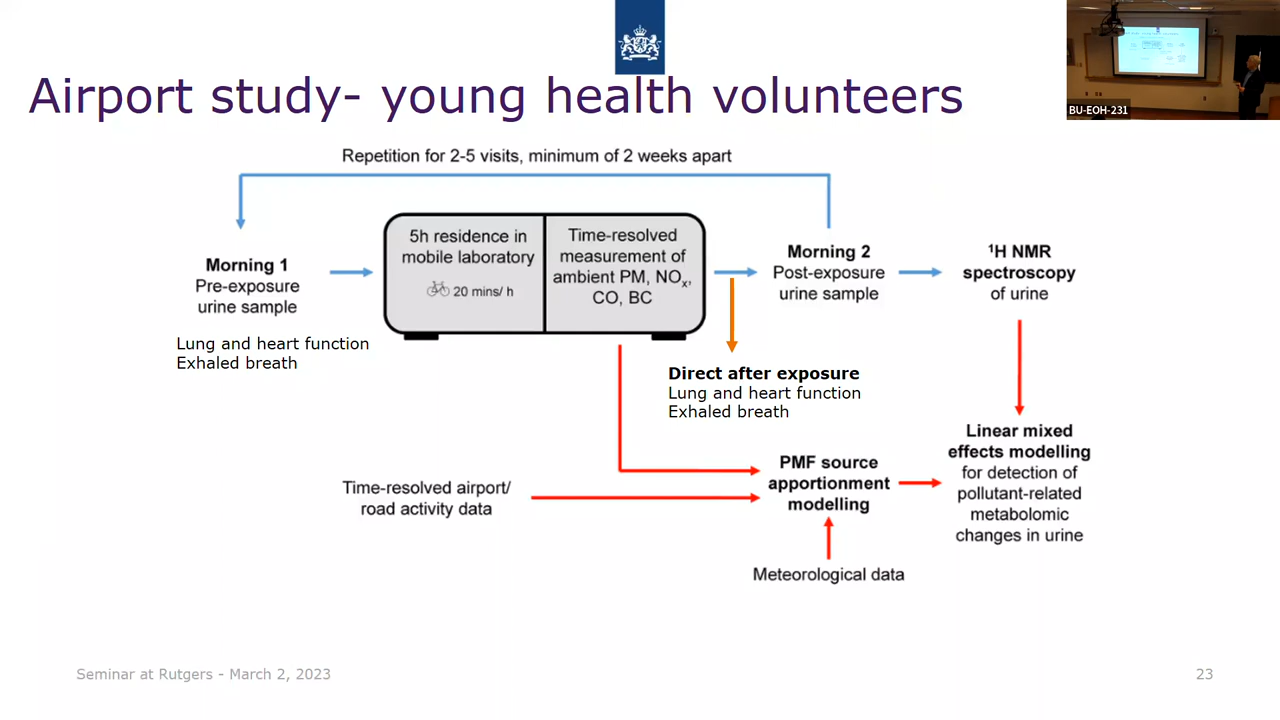 Airport study- young health volunteers
BU-EOH-231
Repetition for 2-5 visits, minimum of 2 weeks apart
Morning 1
Pre-exposure
urine sample
Lung and heart function
Exhaled breath
5h residence in
mobile laboratory
20 mins/ h
Time-resolved
measurement of
ambient PM, NOx,
CO, BC
Morning 2
Post-exposure
urine sample
¹H NMR
spectroscopy
of urine
Direct after exposure
Lung and heart function
Exhaled breath
Time-resolved airport/
road activity data
PMF source
apportionment
modelling
Meteorological data
Linear mixed
effects modelling
for detection of
pollutant-related
metabolomic
changes in urine
Seminar at Rutgers - March 2, 2023
23